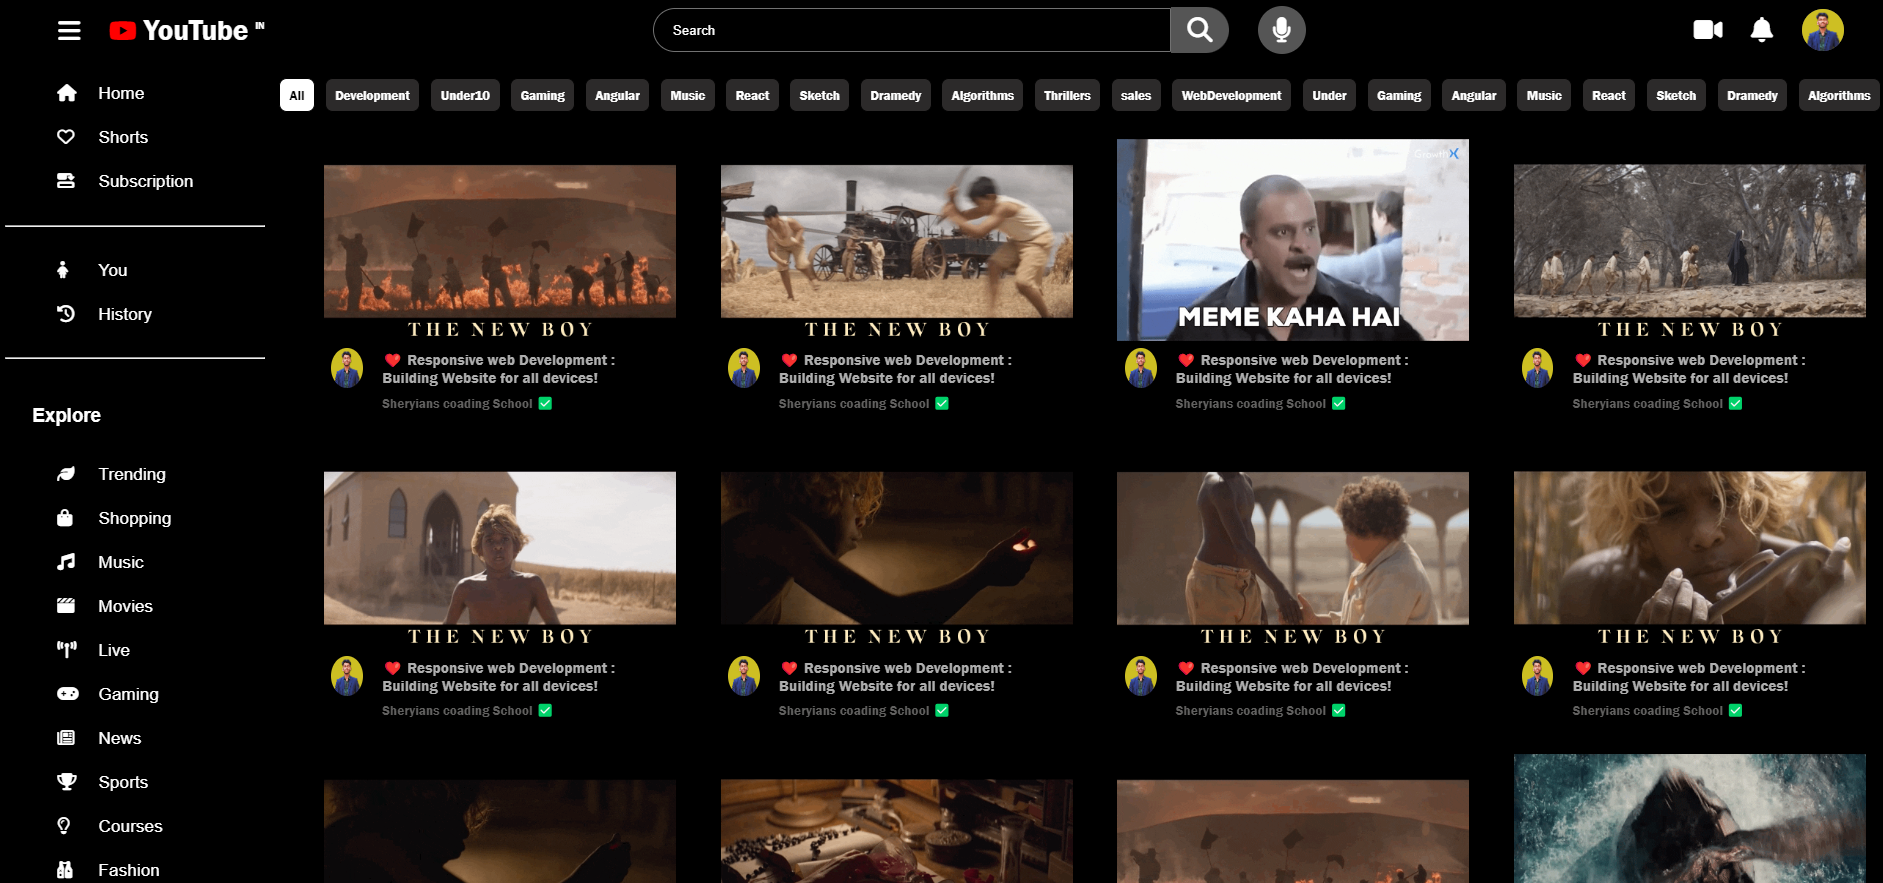 YouTube IN
Search
Home
Shorts
Subscription
You
History
Explore
Trending
Shopping
Music
Movies
Live
Gaming
News
Sports
Courses
Fashion
All Development Under10 Gaming Angular Music React Sketch Dramedy Algorithms Thrillers sales WebDevelopment Under Gaming Angular Music React Sketch Dramedy Algorithms
THE NEW BOY
❤️ Responsive web Development :
Building Website for all devices!
Sheryians coading School ✅
THE NEW BOY
❤️ Responsive web Development :
Building Website for all devices!
Sheryians coading School ✅
GrowthX
MEME KAHA HAI
❤️ Responsive web Development :
Building Website for all devices!
Sheryians coading School ✅
THE NEW BOY
❤️ Responsive web Development :
Building Website for all devices!
Sheryians coading School ✅
THE NEW BOY
❤️ Responsive web Development :
Building Website for all devices!
Sheryians coading School ✅
THE NEW BOY
❤️ Responsive web Development :
Building Website for all devices!
Sheryians coading School ✅
THE NEW BOY
❤️ Responsive web Development :
Building Website for all devices!
Sheryians coading School ✅
THE NEW BOY
❤️ Responsive web Development :
Building Website for all devices!
Sheryians coading School ✅